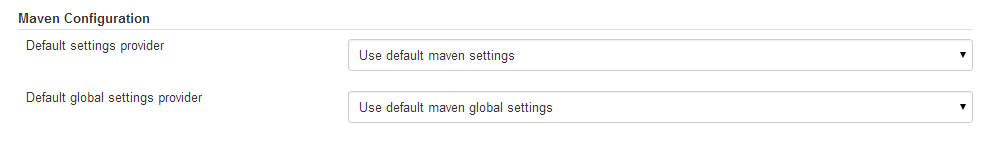 Maven Configuration
Default settings provider
Use default maven settings
Default global settings provider
Use default maven global settings